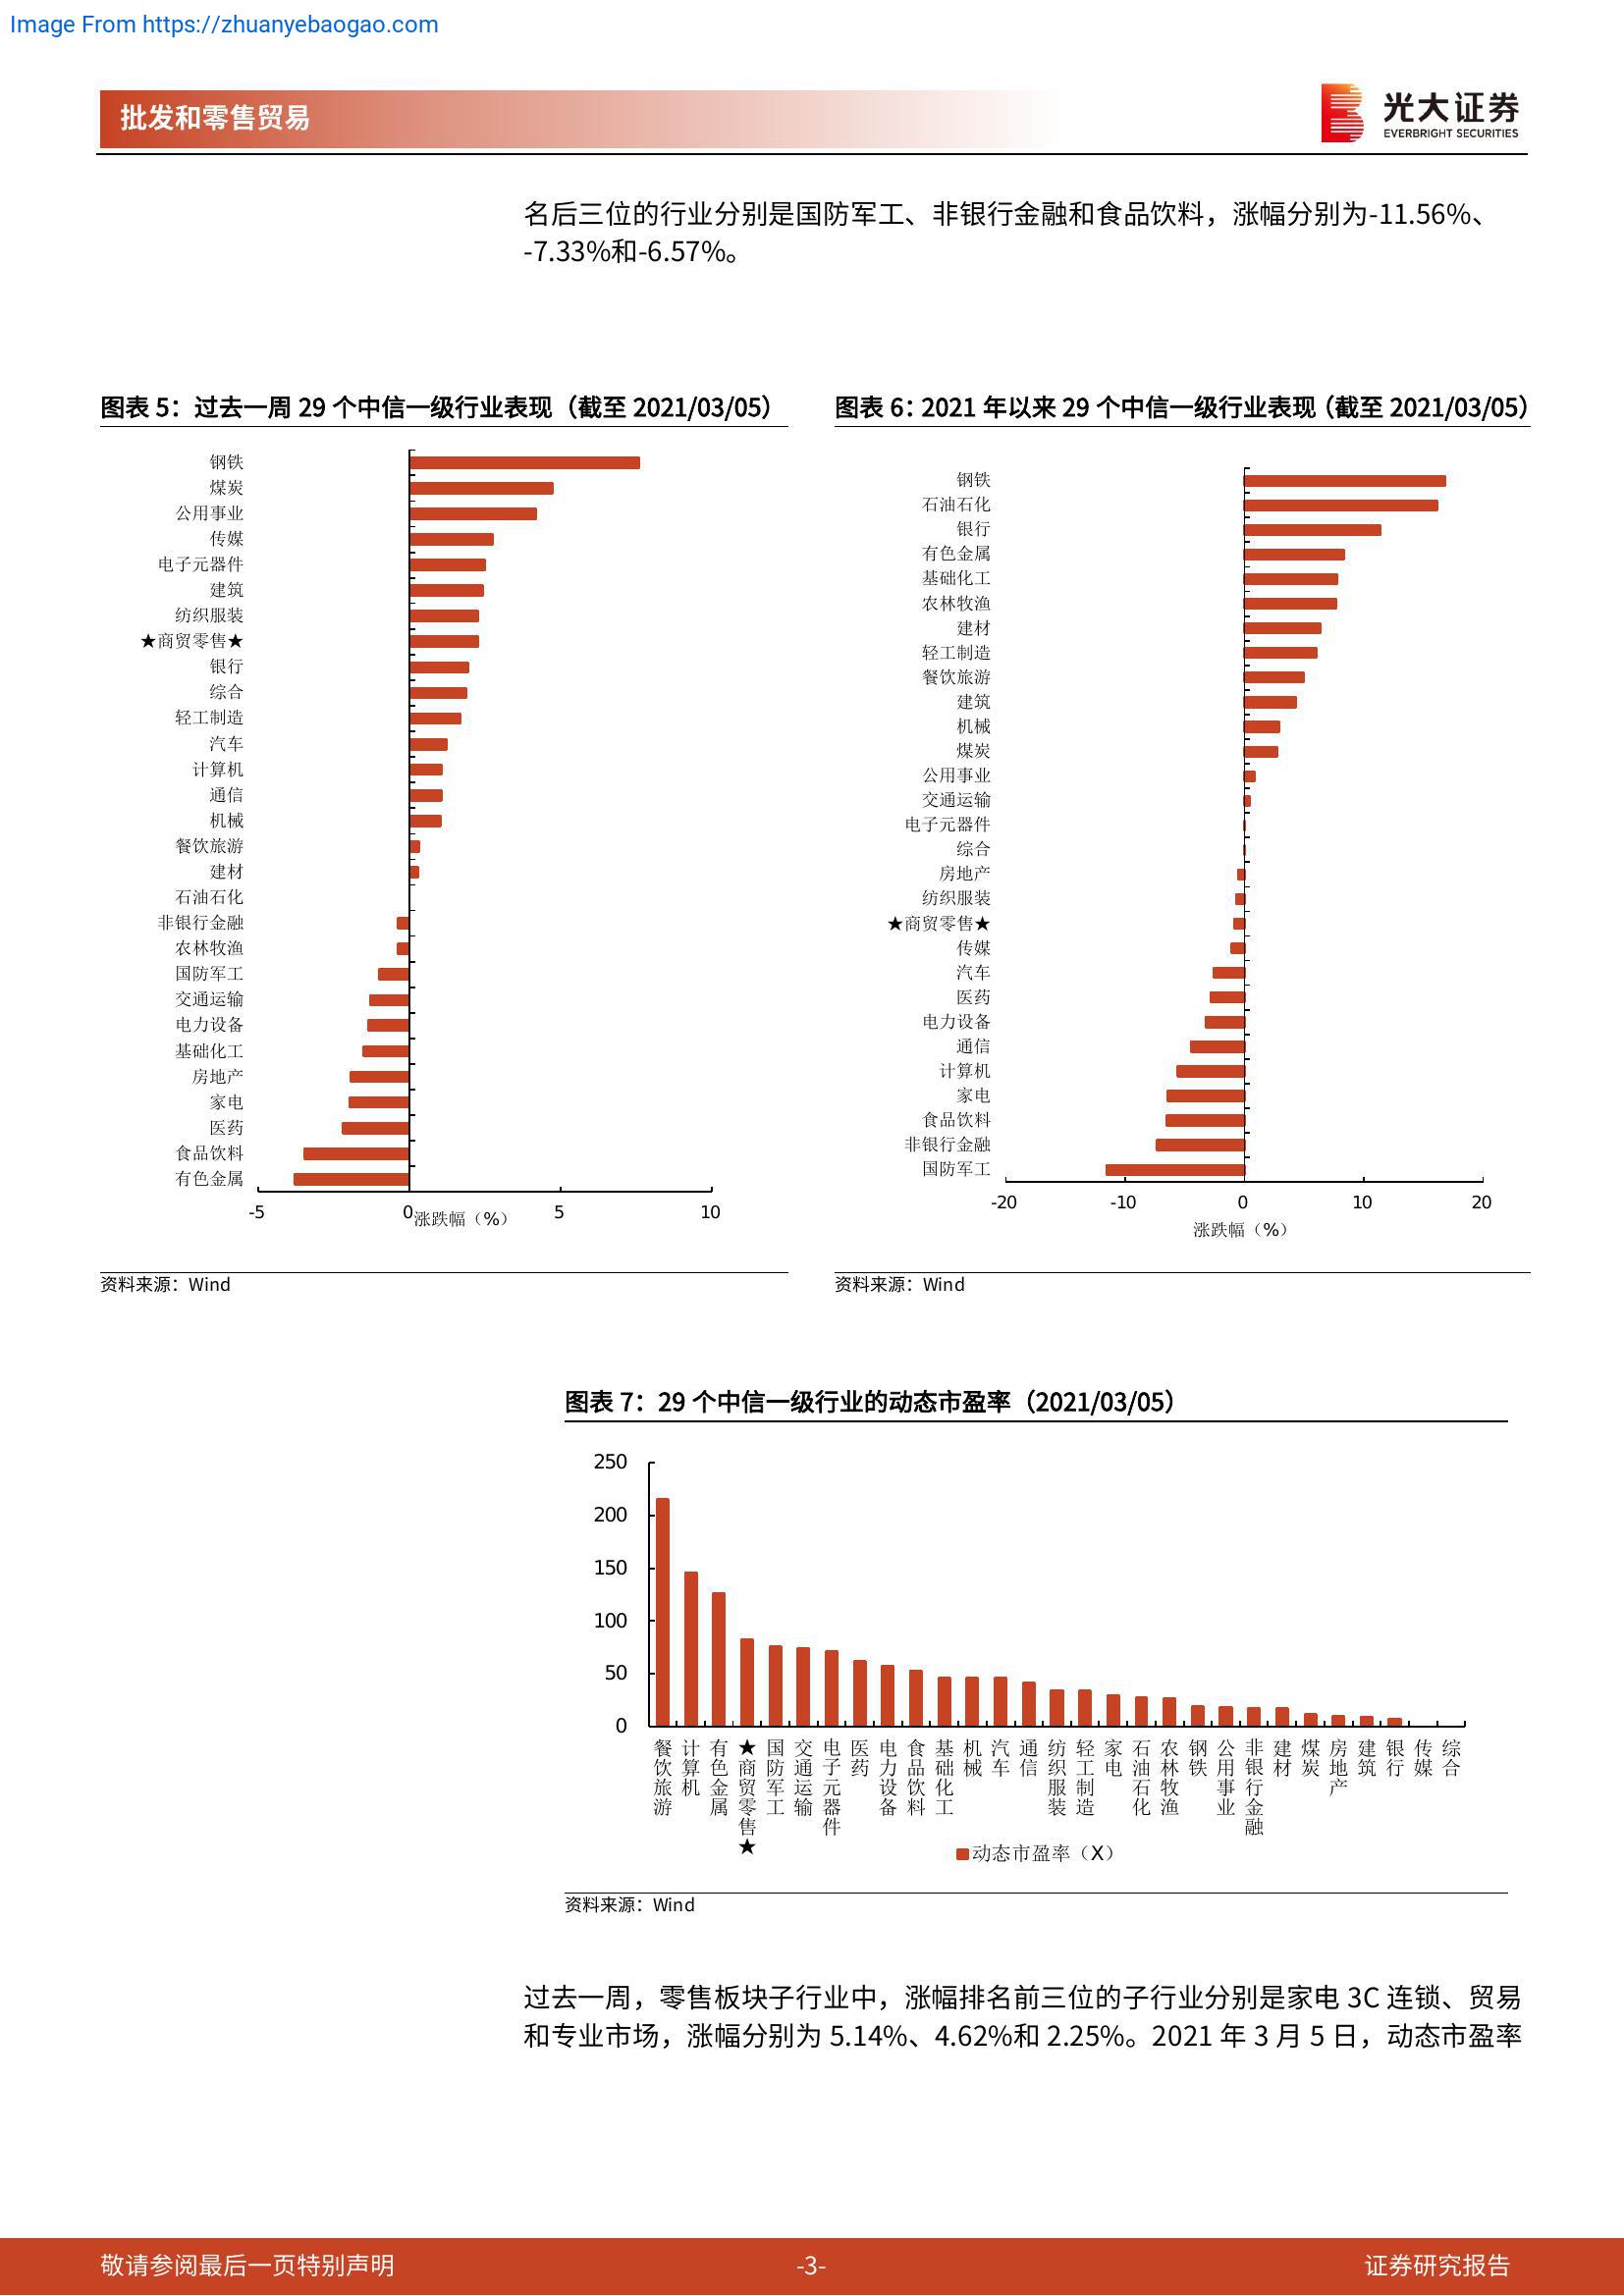 Image From https://zhuanyebaogao.com
批发和零售贸易
光大证券
EVERBRIGHT SECURITIES
名后三位的行业分别是国防军工、非银行金融和食品饮料，涨幅分别为-11.56%、
-7.33%和-6.57%。
图表 5：过去一周 29 个中信一级行业表现（截至 2021/03/05）
钢铁
煤炭
公用事业
传媒
电子元器件
建筑
纺织服装
★商贸零售★
银行
综合
轻工制造
汽车
计算机
通信
机械
餐饮旅游
建材
石油石化
非银行金融
农林牧渔
国防军工
交通运输
电力设备
基础化工
房地产
家电
医药
食品饮料
有色金属
-5 0 5 10
涨跌幅（%）
资料来源：Wind
图表 6：2021 年以来 29 个中信一级行业表现（截至 2021/03/05）
钢铁
石油石化
银行
有色金属
基础化工
农林牧渔
建材
轻工制造
餐饮旅游
建筑
机械
煤炭
公用事业
交通运输
电子元器件
综合
房地产
纺织服装
★商贸零售★
传媒
汽车
医药
电力设备
通信
计算机
家电
食品饮料
非银行金融
国防军工
-20 -10 0 10 20
涨跌幅（%）
资料来源：Wind
图表 7：29 个中信一级行业的动态市盈率（2021/03/05）
250
200
150
100
50
0
餐饮旅游
计算机
有色金属
★商贸零售★
国防军工
交通运输
电子元器件
医药
电力设备
食品饮料
基础化工
机械
汽车
通信
纺织服装
轻工制造
家电
石油石化
农林牧渔
钢铁
公用事业
非银行金融
建材
煤炭
房地产
建筑
银行
传媒
综合
动态市盈率（X）
资料来源：Wind
过去一周，零售板块子行业中，涨幅排名前三位的子行业分别是家电 3C 连锁、贸易
和专业市场，涨幅分别为 5.14%、4.62%和 2.25%。2021 年 3 月 5 日，动态市盈率
敬请参阅最后一页特别声明
-3-
证券研究报告